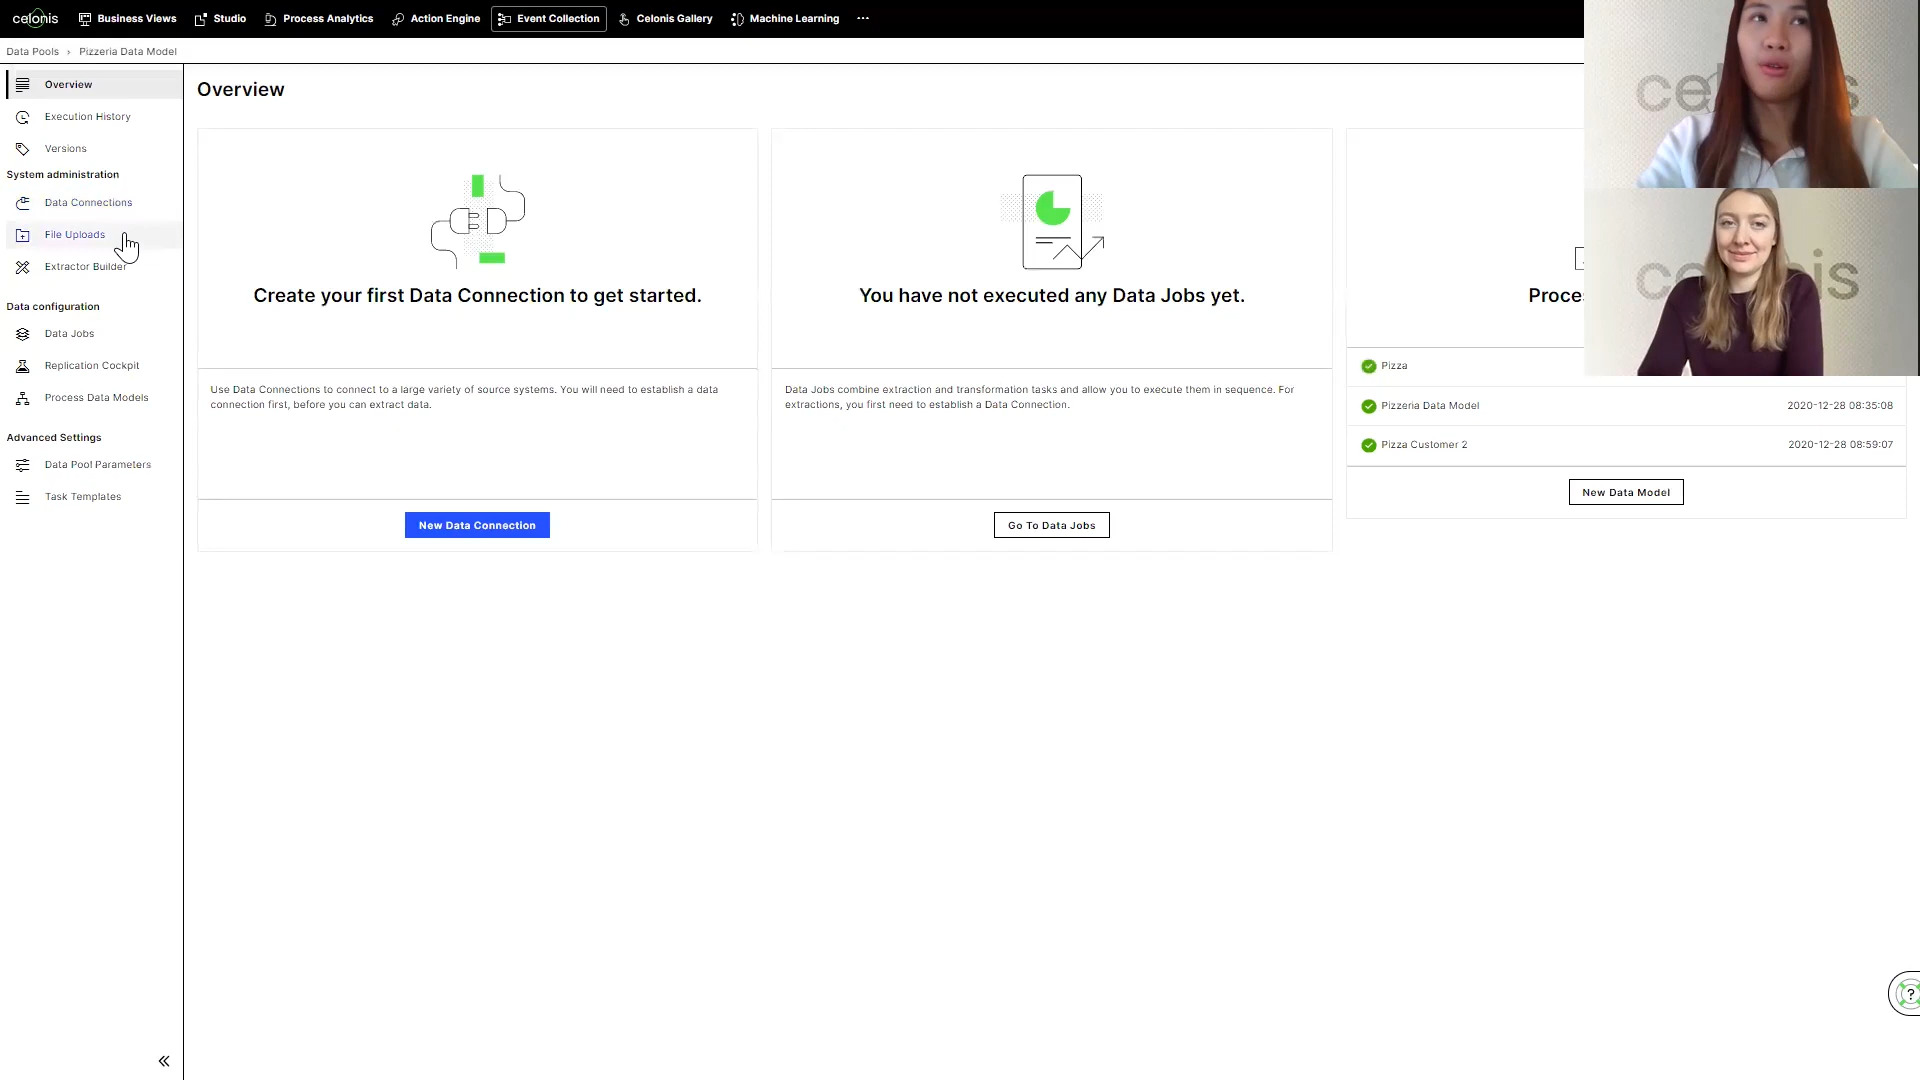 celonis
Business Views
Studio
Process Analytics
Action Engine
Event Collection
Celonis Gallery
Machine Learning
Data Pools › Pizzeria Data Model
Overview
Execution History
Versions
System administration
Data Connections
File Uploads
Extractor Builder
Data configuration
Data Jobs
Replication Cockpit
Process Data Models
Advanced Settings
Data Pool Parameters
Task Templates
Overview
Create your first Data Connection to get started.
Use Data Connections to connect to a large variety of source systems. You will need to establish a data
connection first, before you can extract data.
New Data Connection
You have not executed any Data Jobs yet.
Data Jobs combine extraction and transformation tasks and allow you to execute them in sequence. For
extractions, you first need to establish a Data Connection.
Go To Data Jobs
Pizza
Pizzeria Data Model 2020-12-28 08:35:08
Pizza Customer 2 2020-12-28 08:59:07
New Data Model
?